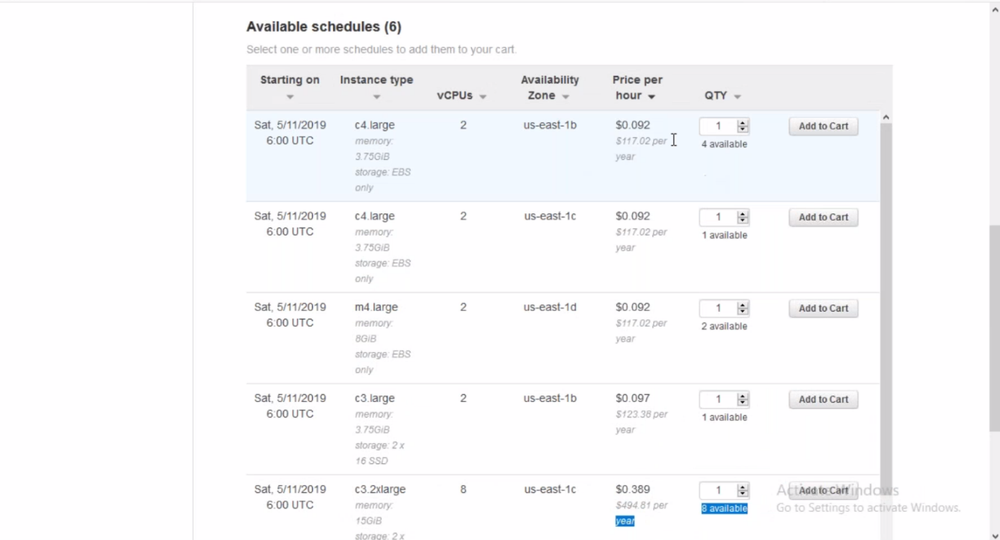 Available schedules (6)
Select one or more schedules to add them to your cart.
Starting on Instance type vCPUs Availability Zone Price per hour QTY
Sat, 5/11/2019 c4.large 2 us-east-1b $0.092 1 Add to Cart
6:00 UTC memory: $117.02 per 4 available
3.75GiB year
storage: EBS
only
Sat, 5/11/2019 c4.large 2 us-east-1c $0.092 1 Add to Cart
6:00 UTC memory: $117.02 per 1 available
3.75GiB year
storage: EBS
only
Sat, 5/11/2019 m4.large 2 us-east-1d $0.092 1 Add to Cart
6:00 UTC memory: $117.02 per 2 available
8GiB year
storage: EBS
only
Sat, 5/11/2019 c3.large 2 us-east-1b $0.097 1 Add to Cart
6:00 UTC memory: $123.38 per 1 available
3.75GiB year
storage: 2 x
16 SSD
Sat, 5/11/2019 c3.2xlarge 8 us-east-1c $0.389 1 Add to Cart
6:00 UTC memory: $494.81 per 8 available
15GiB year
storage: 2 x
Activate Windows
Go to Settings to activate Windows.